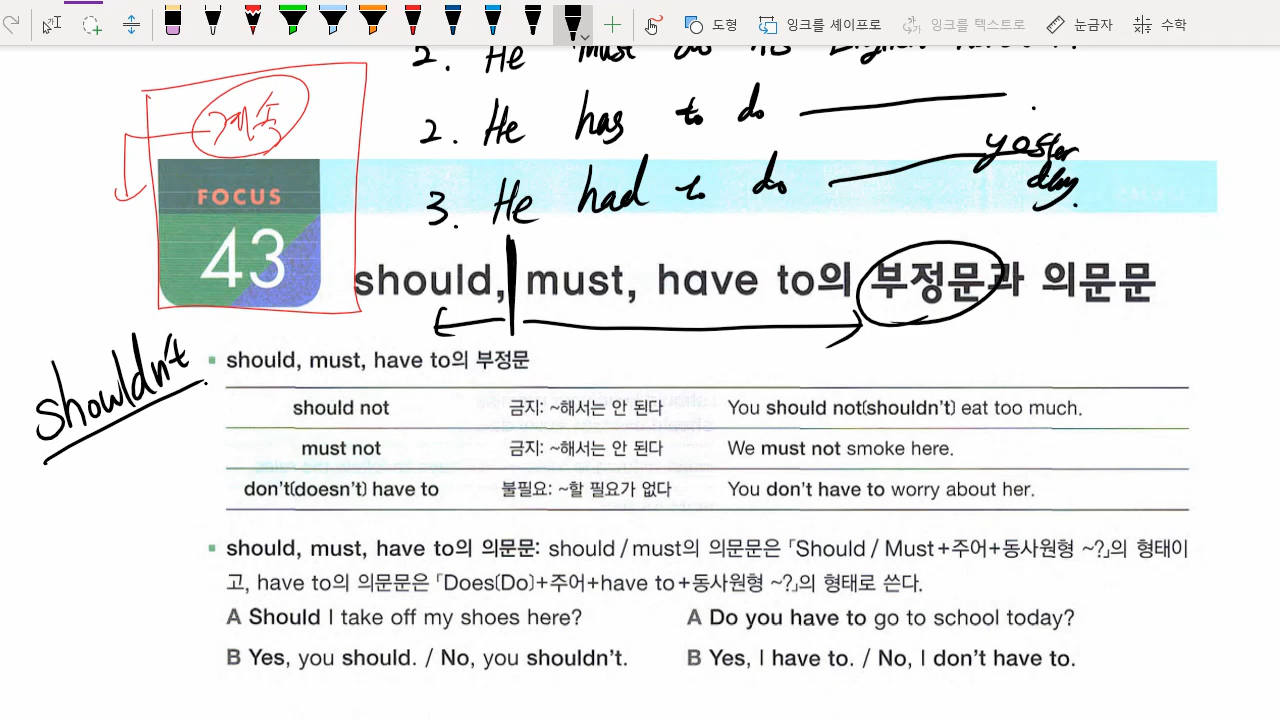 도형 잉크를 셰이프로 잉크를 텍스트로 눈금자 수학
2. He must do his English
2. He has to do
3. He had to do yester
day.
계속
FOCUS
43
should, must, have to의 부정문과 의문문
shouldn't
should, must, have to의 부정문
should not 금지: ~해서는 안 된다 You should not(shouldn't) eat too much.
must not 금지: ~해서는 안 된다 We must not smoke here.
don't(doesn't) have to 불필요: ~할 필요가 없다 You don't have to worry about her.
should, must, have to의 의문문: should / must의 의문문은 「Should / Must+주어+동사원형 ~?」의 형태이
고, have to의 의문문은 「Does(Do)+주어+have to+동사원형 ~?」의 형태로 쓴다.
A Should I take off my shoes here?
B Yes, you should. / No, you shouldn't.
A Do you have to go to school today?
B Yes, I have to. / No, I don't have to.